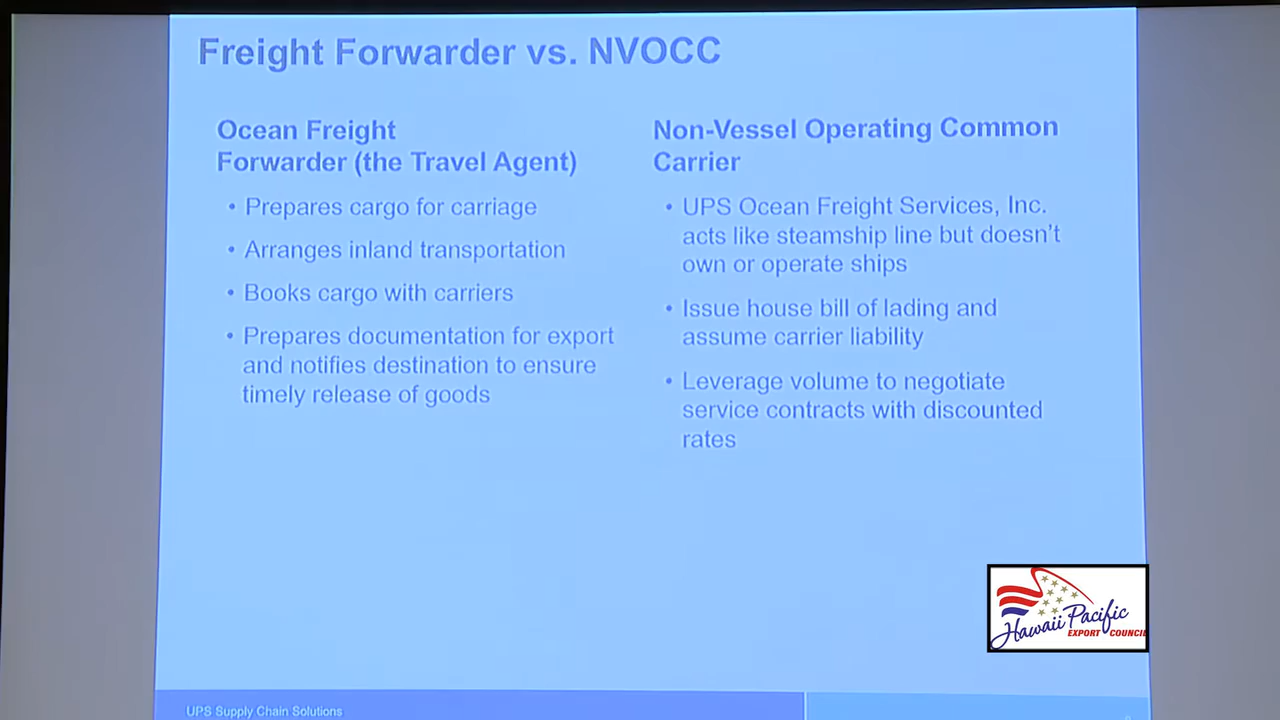 Freight Forwarder vs. NVOCC
Ocean Freight
Forwarder (the Travel Agent)
• Prepares cargo for carriage
• Arranges inland transportation
• Books cargo with carriers
• Prepares documentation for export
and notifies destination to ensure
timely release of goods
Non-Vessel Operating Common
Carrier
• UPS Ocean Freight Services, Inc.
acts like steamship line but doesn't
own or operate ships
• Issue house bill of lading and
assume carrier liability
• Leverage volume to negotiate
service contracts with discounted
rates
Hawaii Pacific
EXPORT COUNCIL
UPS Supply Chain Solutions